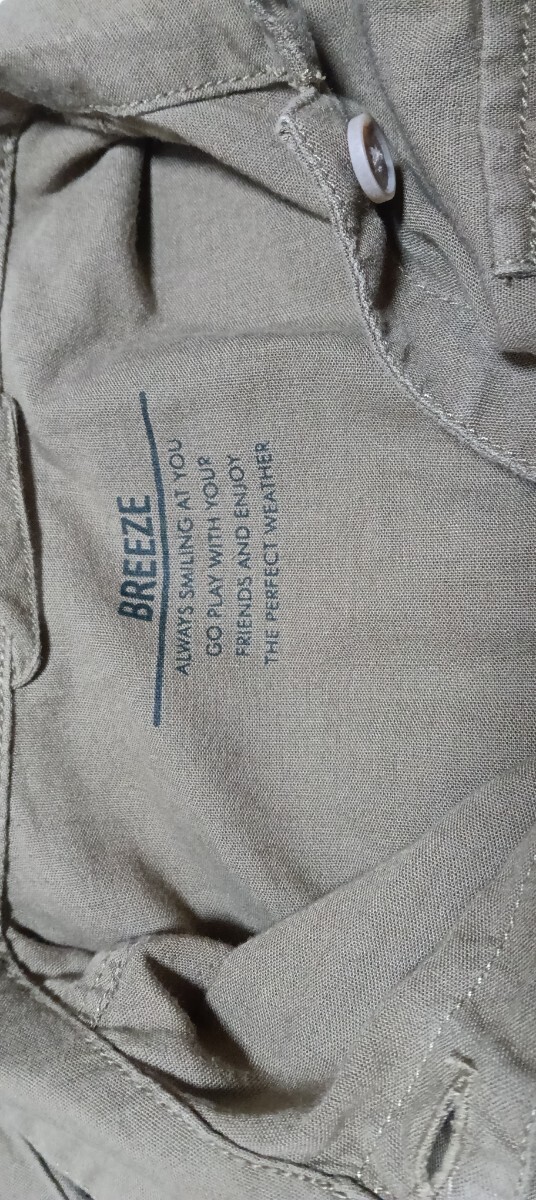 BREEZE
ALWAYS SMILING AT YOU
GO PLAY WITH YOUR
FRIENDS AND ENJOY
THE PERFECT WEATHER